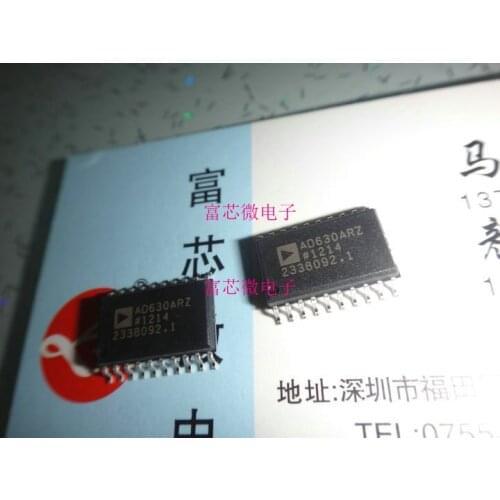 富芯微电子
富芯微电子
富
芯
电
马
137
AD630ARZ
#1214
2338092.1
AD630ARZ
#1214
2338092.1
1
地址:深圳市福田
TEL:0755